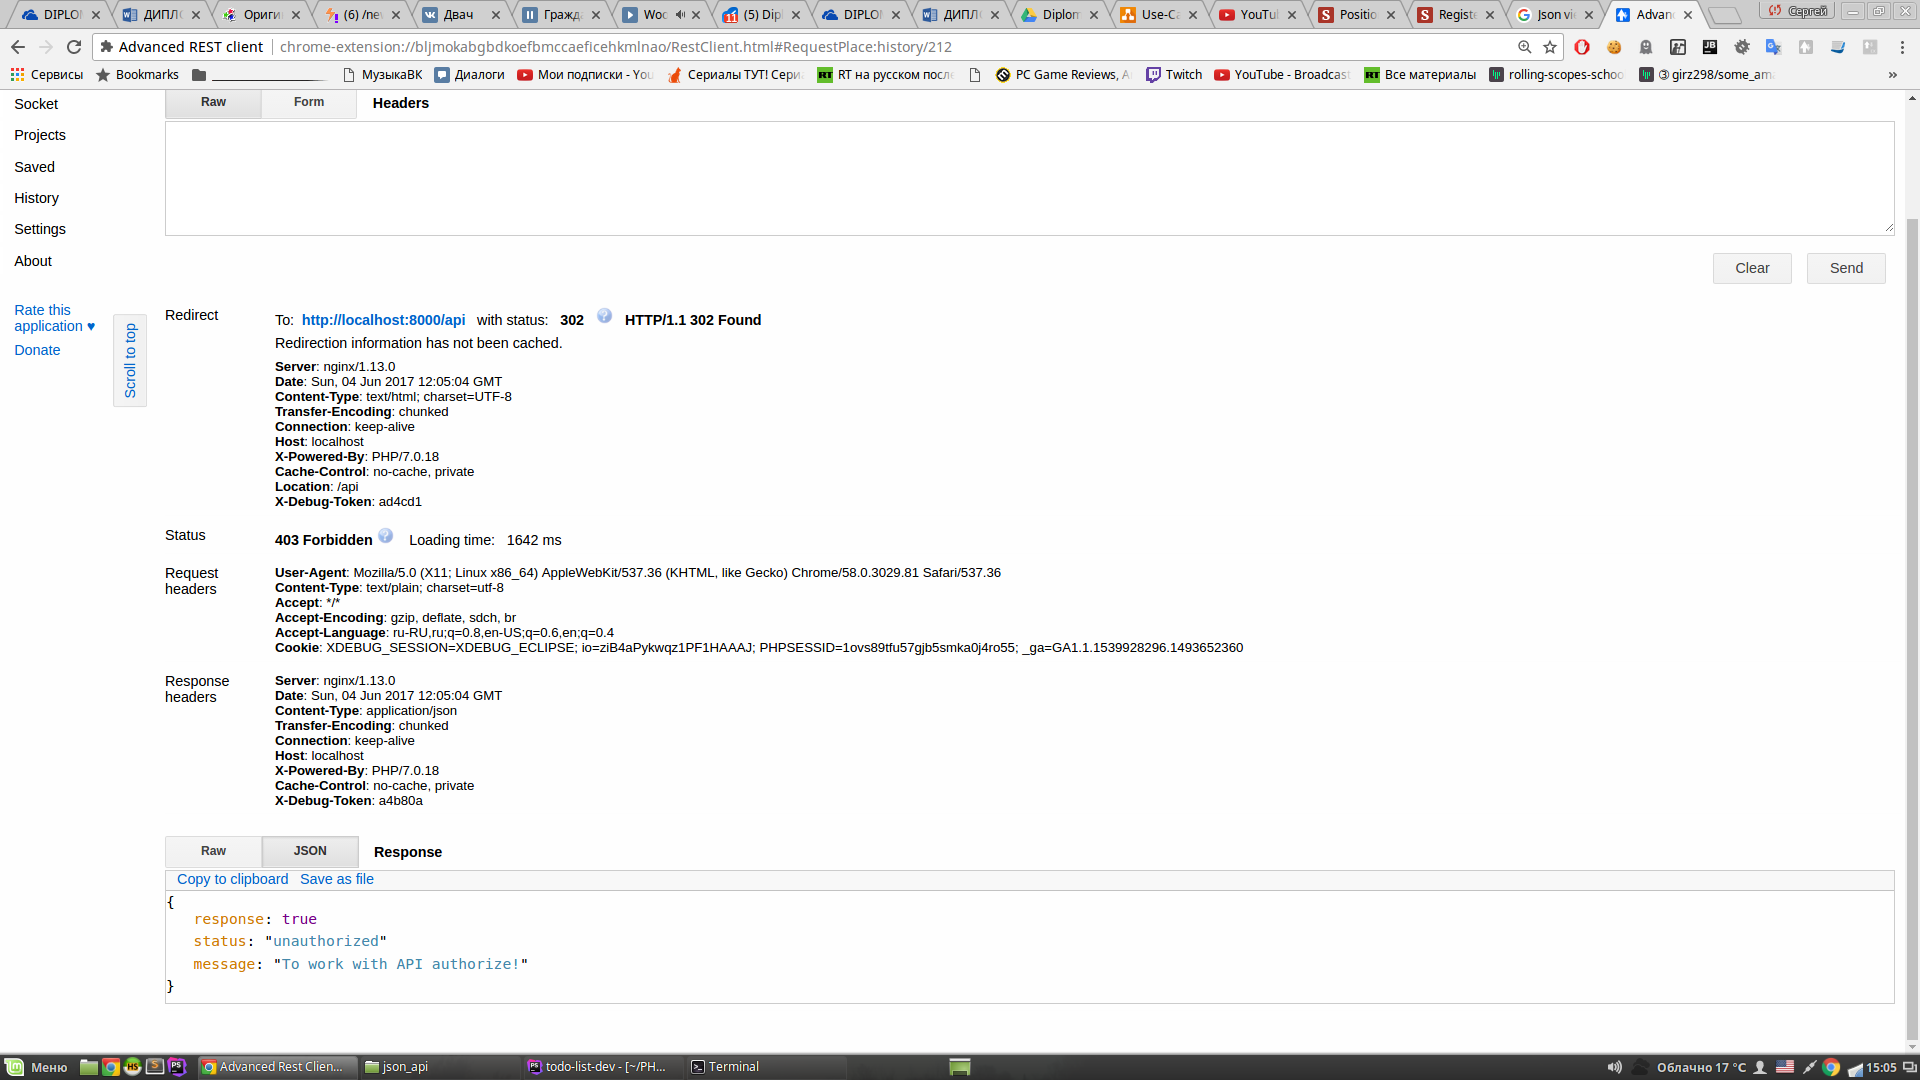 DIPLO
ДИПЛО
Ориги
(6) /не
Двач
Гражд
Woo
(5) Dip
DIPLO
ДИПЛО
Diplom
Use-Ca
YouTu
Positio
Registe
Json vi
Advan
Сергей
Advanced REST client
chrome-extension://bljmokabgbdkoefbmccaeficehkmlnao/RestClient.html#RequestPlace:history/212
Сервисы
Bookmarks
МузыкаВК
Диалоги
Мои подписки - You
Сериалы ТУТ! Сери
RT на русском после
PC Game Reviews, A
Twitch
YouTube - Broadcast
Все материалы
rolling-scopes-schoo
③ girz298/some_ama
»
Socket
Projects
Saved
History
Settings
About
Rate this
application ♥
Donate
Scroll to top
Raw Form Headers
Clear Send
Redirect
To: http://localhost:8000/api with status: 302 HTTP/1.1 302 Found
Redirection information has not been cached.
Server: nginx/1.13.0
Date: Sun, 04 Jun 2017 12:05:04 GMT
Content-Type: text/html; charset=UTF-8
Transfer-Encoding: chunked
Connection: keep-alive
Host: localhost
X-Powered-By: PHP/7.0.18
Cache-Control: no-cache, private
Location: /api
X-Debug-Token: ad4cd1
Status
403 Forbidden Loading time: 1642 ms
Request
headers
User-Agent: Mozilla/5.0 (X11; Linux x86_64) AppleWebKit/537.36 (KHTML, like Gecko) Chrome/58.0.3029.81 Safari/537.36
Content-Type: text/plain; charset=utf-8
Accept: */*
Accept-Encoding: gzip, deflate, sdch, br
Accept-Language: ru-RU,ru;q=0.8,en-US;q=0.6,en;q=0.4
Cookie: XDEBUG_SESSION=XDEBUG_ECLIPSE; io=ziB4aPykwqz1PF1HAAAJ; PHPSESSID=1ovs89tfu57gjb5smka0j4ro55; _ga=GA1.1.1539928296.1493652360
Response
headers
Server: nginx/1.13.0
Date: Sun, 04 Jun 2017 12:05:04 GMT
Content-Type: application/json
Transfer-Encoding: chunked
Connection: keep-alive
Host: localhost
X-Powered-By: PHP/7.0.18
Cache-Control: no-cache, private
X-Debug-Token: a4b80a
Raw JSON Response
Copy to clipboard Save as file
{
response: true
status: "unauthorized"
message: "To work with API authorize!"
}
Меню
Advanced Rest Clien...
json_api
todo-list-dev - [~/PH...
Terminal
Облачно 17 °C
15:05